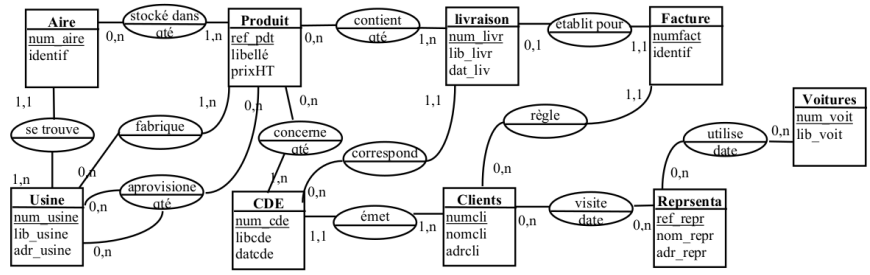 Aire
num_aire
identif
stocké dans
qté
0,n
1,n
Produit
ref_pdt
libellé
prixHT
contient
qté
0,n
1,n
livraison
num_livr
lib_livr
dat_liv
etablit pour
0,1
1,1
Facture
numfact
identif
1,1
se trouve
1,n
1,n
fabrique
0,n
0,n
0,n
concerne
qté
1,n
1,1
correspond
0,n
règle
1,1
0,n
Voitures
num_voit
lib_voit
utilise
date
0,n
0,n
Usine
num_usine
lib_usine
adr_usine
aprovisione
qté
0,n
0,n
CDE
num_cde
libcde
datcde
émet
1,1
1,n
Clients
numcli
nomcli
adrcli
visite
date
0,n
0,n
Reprsenta
ref_repr
nom_repr
adr_repr